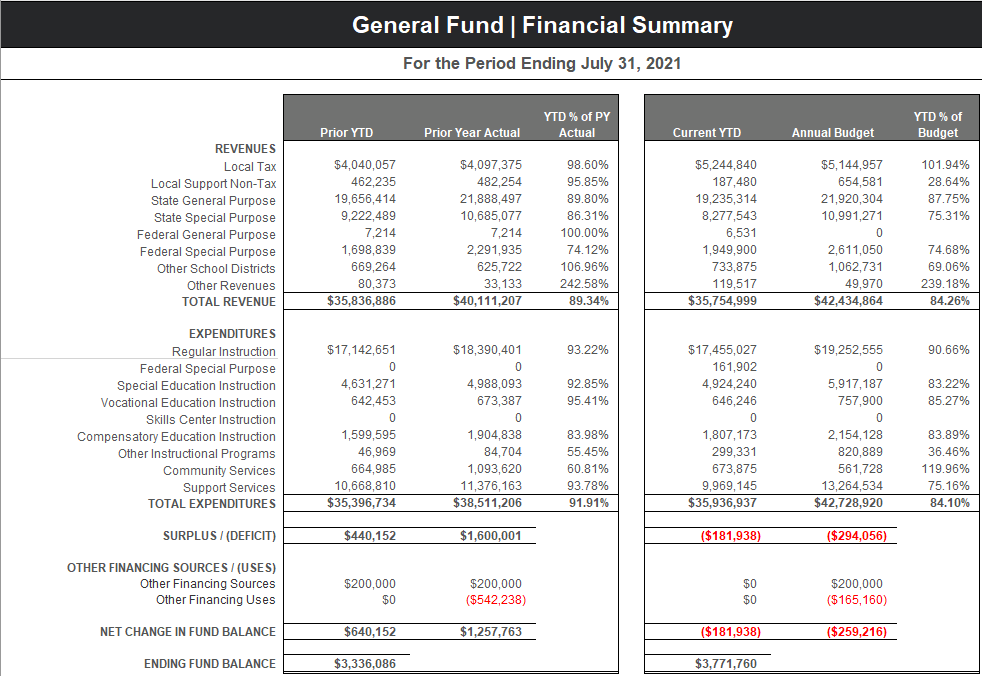 General Fund | Financial Summary
For the Period Ending July 31, 2021
YTD % of PY YTD % of
Prior YTD Prior Year Actual Actual Current YTD Annual Budget Budget
REVENUES
Local Tax $4,040,057 $4,097,375 98.60% $5,244,840 $5,144,957 101.94%
Local Support Non-Tax 462,235 482,254 95.85% 187,480 654,581 28.64%
State General Purpose 19,656,414 21,888,497 89.80% 19,235,314 21,920,304 87.75%
State Special Purpose 9,222,489 10,685,077 86.31% 8,277,543 10,991,271 75.31%
Federal General Purpose 7,214 7,214 100.00% 6,531 0
Federal Special Purpose 1,698,839 2,291,935 74.12% 1,949,900 2,611,050 74.68%
Other School Districts 669,264 625,722 106.96% 733,875 1,062,731 69.06%
Other Revenues 80,373 33,133 242.58% 119,517 49,970 239.18%
TOTAL REVENUE $35,836,886 $40,111,207 89.34% $35,754,999 $42,434,864 84.26%
EXPENDITURES
Regular Instruction $17,142,651 $18,390,401 93.22% $17,455,027 $19,252,555 90.66%
Federal Special Purpose 0 0 161,902 0
Special Education Instruction 4,631,271 4,988,093 92.85% 4,924,240 5,917,187 83.22%
Vocational Education Instruction 642,453 673,387 95.41% 646,246 757,900 85.27%
Skills Center Instruction 0 0 0 0
Compensatory Education Instruction 1,599,595 1,904,838 83.98% 1,807,173 2,154,128 83.89%
Other Instructional Programs 46,969 84,704 55.45% 299,331 820,889 36.46%
Community Services 664,985 1,093,620 60.81% 673,875 561,728 119.96%
Support Services 10,668,810 11,376,163 93.78% 9,969,145 13,264,534 75.16%
TOTAL EXPENDITURES $35,396,734 $38,511,206 91.91% $35,936,937 $42,728,920 84.10%
SURPLUS / (DEFICIT) $440,152 $1,600,001 ($181,938) ($294,056)
OTHER FINANCING SOURCES / (USES)
Other Financing Sources $200,000 $200,000 $0 $200,000
Other Financing Uses $0 ($542,238) $0 ($165,160)
NET CHANGE IN FUND BALANCE $640,152 $1,257,763 ($181,938) ($259,216)
ENDING FUND BALANCE $3,336,086 $3,771,760